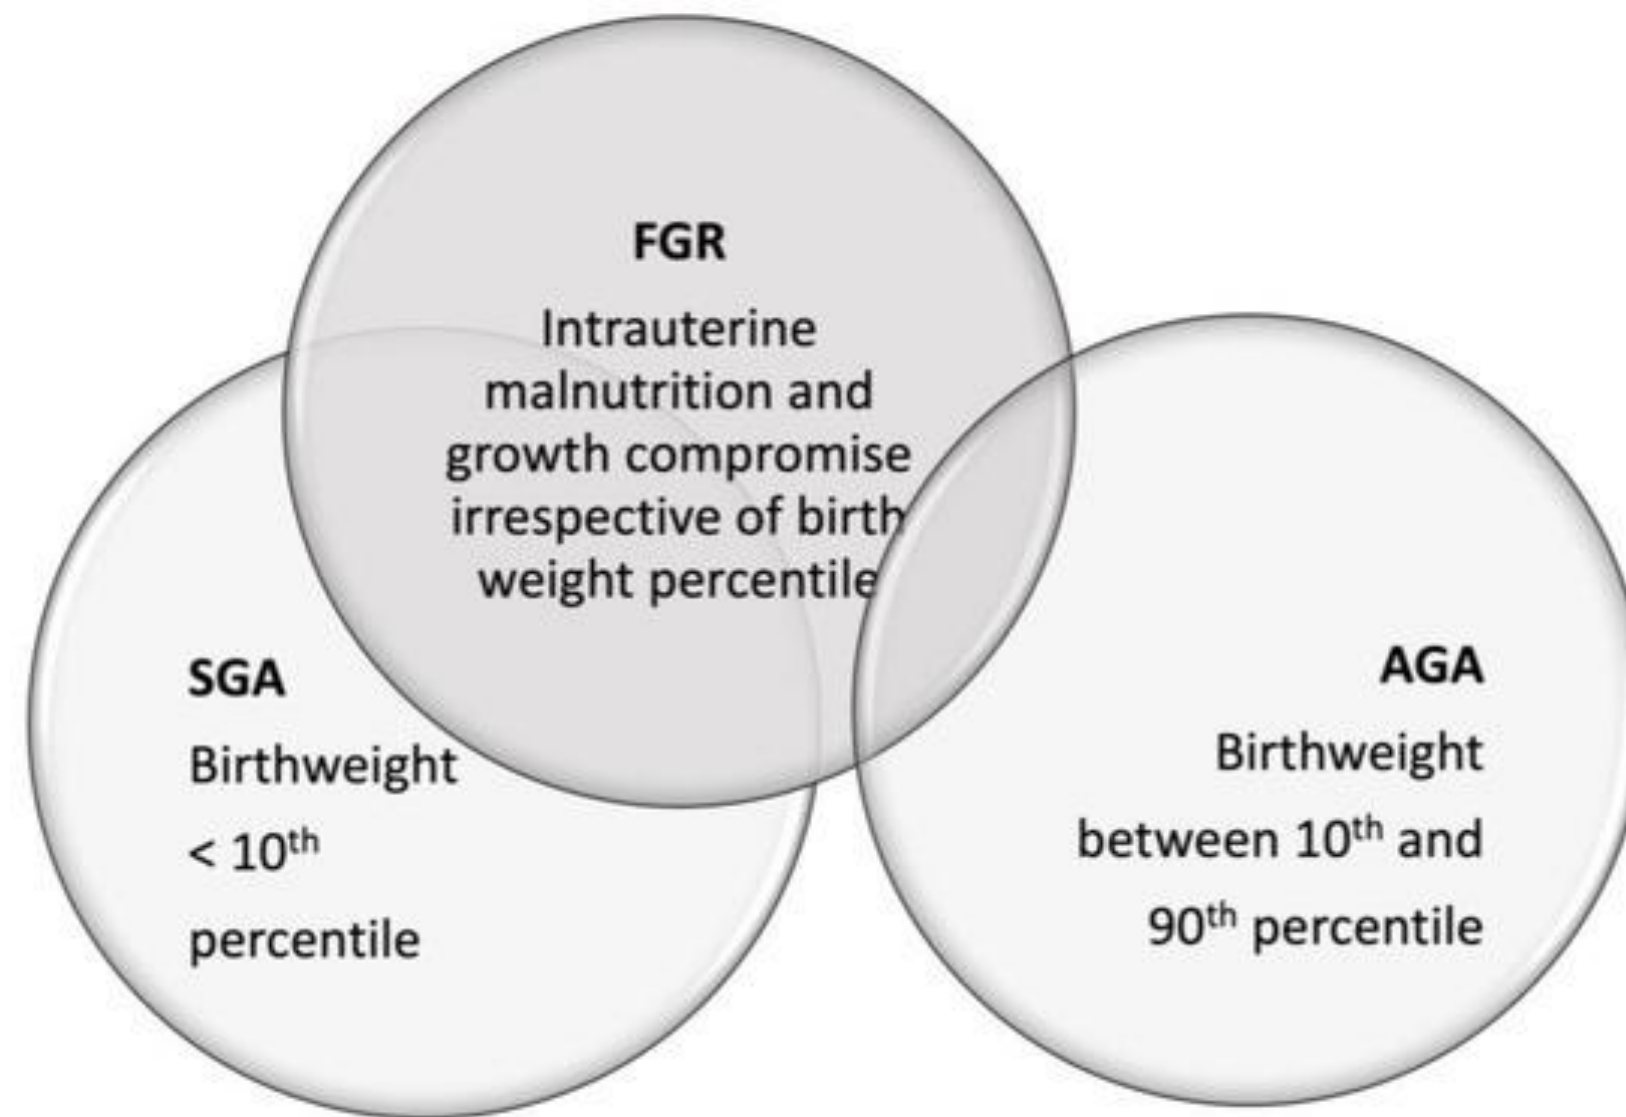 FGR
Intrauterine
malnutrition and
growth compromise
irrespective of birth
weight percentile
SGA
Birthweight
< 10th
percentile
AGA
Birthweight
between 10th and
90th percentile